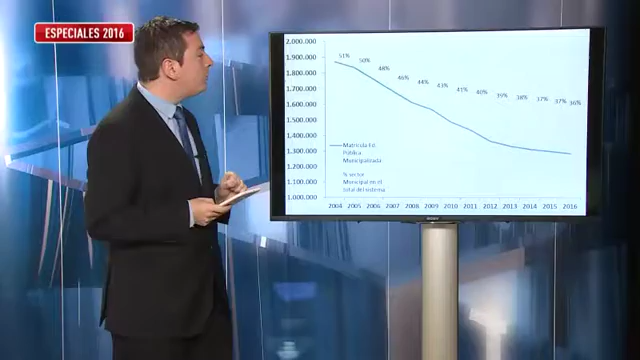 ESPECIALES 2016
2.000.000
1.900.000
1.800.000
1.700.000
1.600.000
1.500.000
1.400.000
1.300.000
1.200.000
1.100.000
1.000.000
51% 50% 48% 46% 44% 43% 41% 40% 39% 38% 37% 37% 36%
Matrícula Ed.
Pública
Municipalizada
% sector
Municipal en el
total del sistema
2004 2005 2006 2007 2008 2009 2010 2011 2012 2013 2014 2015 2016